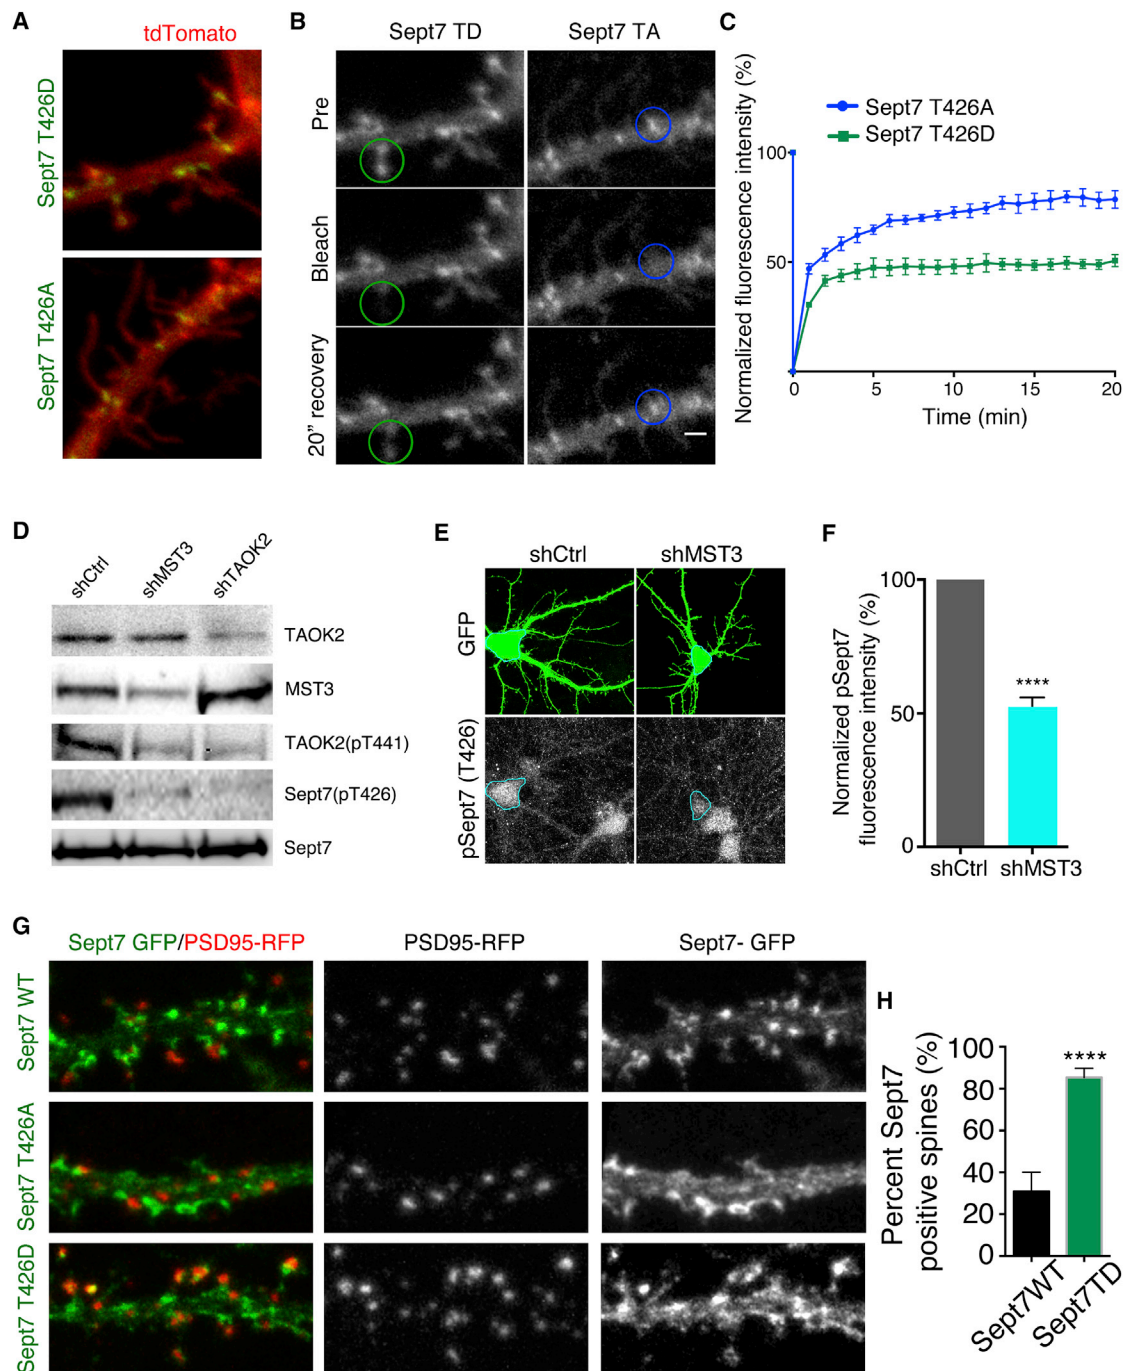 A
tdTomato
Sept7 T426D
Sept7 T426A
B
Sept7 TD
Sept7 TA
Pre
Bleach
20” recovery
C
Normalized fluorescence intensity (%)
Sept7 T426A
Sept7 T426D
100
50
0
5
10
15
20
Time (min)
D
shCtrl
shMST3
shTAOK2
TAOK2
MST3
TAOK2(pT441)
Sept7(pT426)
Sept7
E
shCtrl
shMST3
GFP
pSept7 (T426)
F
Normalized pSept7
fluorescence intensity (%)
100
50
0
****
shCtrl
shMST3
G
Sept7 GFP/PSD95-RFP
PSD95-RFP
Sept7- GFP
Sept7 WT
Sept7 T426A
Sept7 T426D
H
Percent Sept7
positive spines (%)
100
80
60
40
20
0
****
Sept7WT
Sept7TD